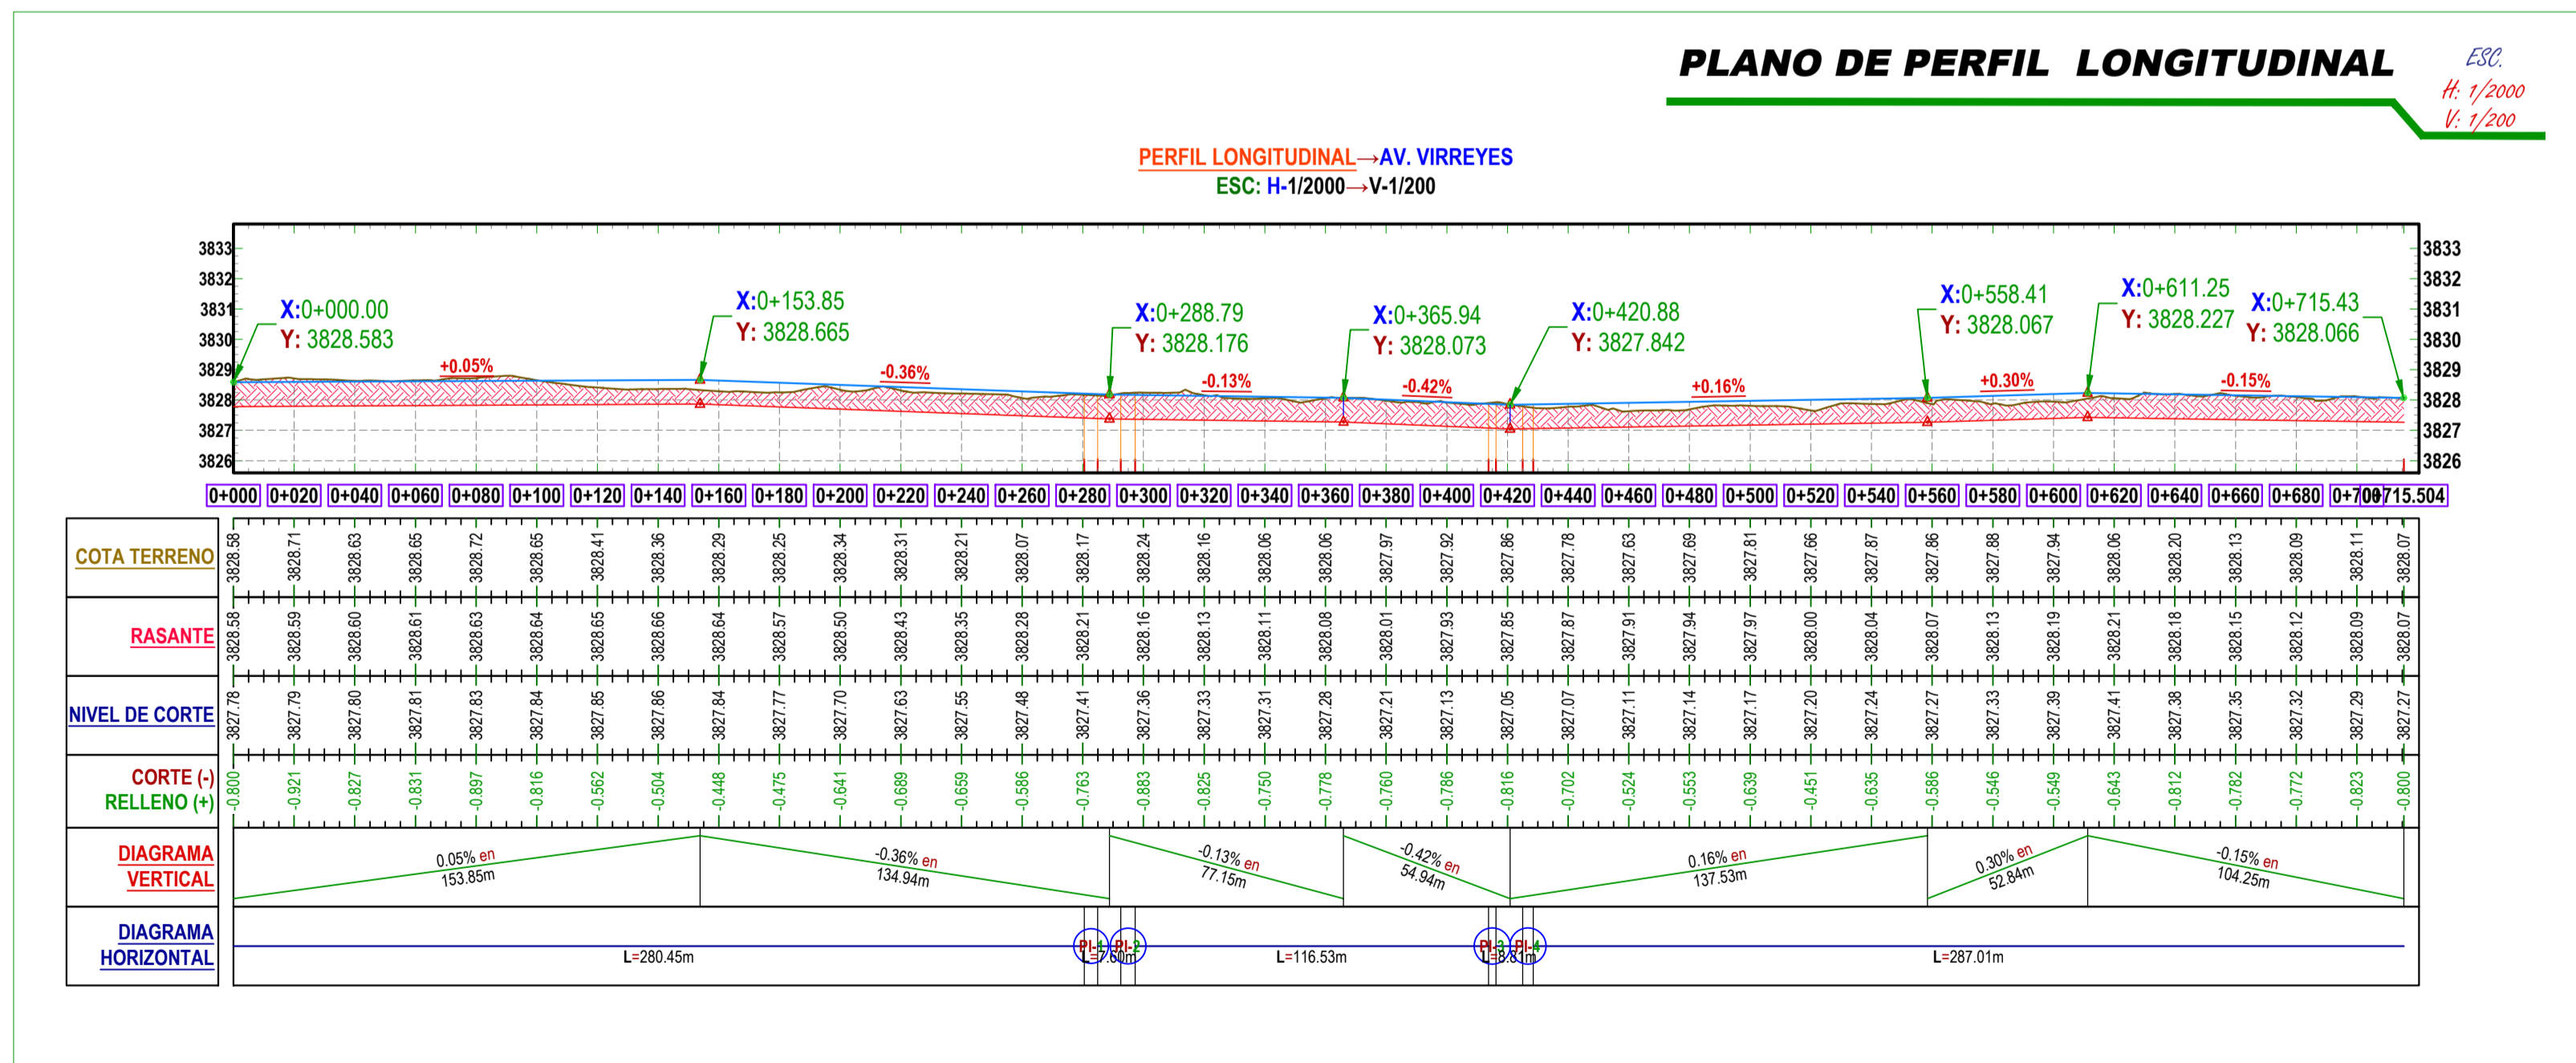 PLANO DE PERFIL LONGITUDINAL
ESC.
H: 1/2000
V: 1/200
PERFIL LONGITUDINAL→AV. VIRREYES
ESC: H-1/2000→V-1/200
3833 3833
3832 3832
3831 3831
3830 3830
3829 3829
3828 3828
3827 3827
3826 3826
X:0+000.00
Y: 3828.583
X:0+153.85
Y: 3828.665
X:0+288.79
Y: 3828.176
X:0+365.94
Y: 3828.073
X:0+420.88
Y: 3827.842
X:0+558.41
Y: 3828.067
X:0+611.25
Y: 3828.227
X:0+715.43
Y: 3828.066
+0.05% -0.36% -0.13% -0.42% +0.16% +0.30% -0.15%
0+000 0+020 0+040 0+060 0+080 0+100 0+120 0+140 0+160 0+180 0+200 0+220 0+240 0+260 0+280 0+300 0+320 0+340 0+360 0+380 0+400 0+420 0+440 0+460 0+480 0+500 0+520 0+540 0+560 0+580 0+600 0+620 0+640 0+660 0+680 0+700 0+715.504
COTA TERRENO
3828.58 3828.71 3828.63 3828.65 3828.72 3828.65 3828.41 3828.36 3828.29 3828.25 3828.34 3828.31 3828.21 3828.07 3828.17 3828.24 3828.16 3828.06 3828.06 3827.97 3827.92 3827.86 3827.78 3827.63 3827.69 3827.81 3827.66 3827.87 3827.86 3827.88 3827.94 3828.06 3828.20 3828.13 3828.09 3828.11 3828.07
RASANTE
3828.58 3828.59 3828.60 3828.61 3828.63 3828.64 3828.65 3828.66 3828.64 3828.57 3828.50 3828.43 3828.35 3828.28 3828.21 3828.16 3828.13 3828.11 3828.08 3828.01 3827.93 3827.85 3827.87 3827.91 3827.94 3827.97 3828.00 3828.04 3828.07 3828.13 3828.19 3828.21 3828.18 3828.15 3828.12 3828.09 3828.07
NIVEL DE CORTE
3827.78 3827.79 3827.80 3827.81 3827.83 3827.84 3827.85 3827.86 3827.84 3827.77 3827.70 3827.63 3827.55 3827.48 3827.41 3827.36 3827.33 3827.31 3827.28 3827.21 3827.13 3827.05 3827.07 3827.11 3827.14 3827.17 3827.20 3827.24 3827.27 3827.33 3827.39 3827.41 3827.38 3827.35 3827.32 3827.29 3827.27
CORTE (-)
RELLENO (+)
-0.800 -0.921 -0.827 -0.831 -0.897 -0.816 -0.562 -0.504 -0.448 -0.475 -0.641 -0.689 -0.659 -0.586 -0.763 -0.883 -0.825 -0.750 -0.778 -0.760 -0.786 -0.816 -0.702 -0.524 -0.553 -0.639 -0.451 -0.635 -0.586 -0.546 -0.549 -0.643 -0.812 -0.782 -0.772 -0.823 -0.800
DIAGRAMA
VERTICAL
0.05% en
153.85m
-0.36% en
134.94m
-0.13% en
77.15m
-0.42% en
54.94m
0.16% en
137.53m
0.30% en
52.84m
-0.15% en
104.25m
DIAGRAMA
HORIZONTAL
PI-1 PI-2 PI-3 PI-4
L=280.45m L=7.60m L=116.53m L=8.81m L=287.01m